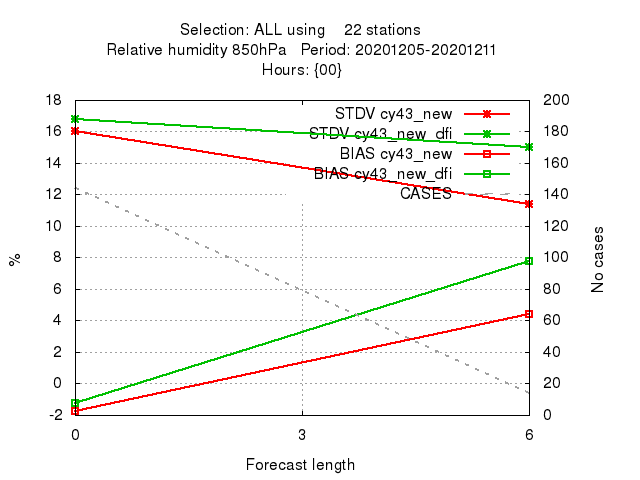 Selection: ALL using 22 stations
Relative humidity 850hPa Period: 20201205-20201211
Hours: {00}
18 200
STDV cy43_new
16 STDV cy43_new_dfi 180
BIAS cy43_new
14 160
BIAS cy43_new_dfi
12 CASES 140
10 120
8 100
% No cases
6 80
4 60
2 40
0 20
-2 0
0 3 6
Forecast length